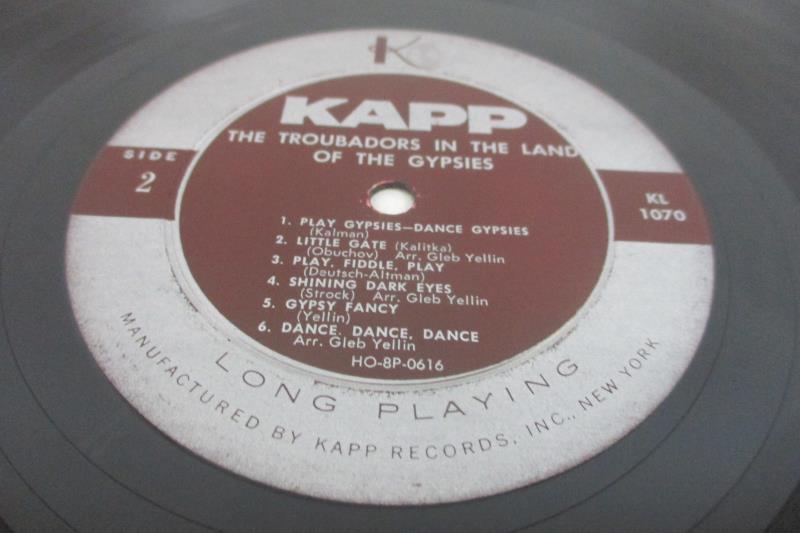 K
KAPP
THE TROUBADORS IN THE LAND
OF THE GYPSIES
SIDE
2
KL
1070
1. PLAY GYPSIES—DANCE GYPSIES
(Kalman)
2. LITTLE GATE (Kalitka)
(Obuchov) Arr. Gleb Yellin
3. PLAY, FIDDLE, PLAY
(Deutsch-Altman)
4. SHINING DARK EYES
(Strock) Arr. Gleb Yellin
5. GYPSY FANCY
(Yellin)
6. DANCE, DANCE, DANCE
Arr. Gleb Yellin
HO-8P-0616
LONG PLAYING
MANUFACTURED BY KAPP RECORDS, INC., NEW YORK